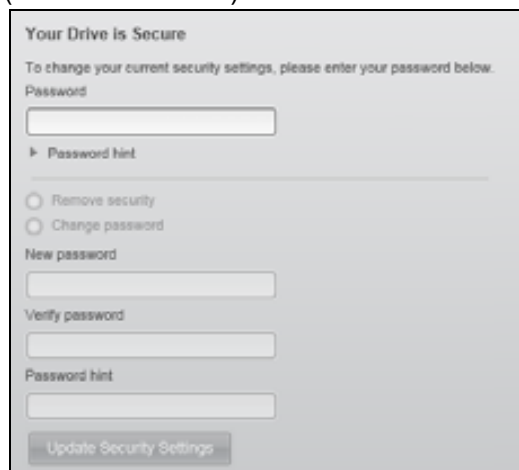 Your Drive is Secure
To change your current security settings, please enter your password below.
Password
Password hint
Remove security
Change password
New password
Verify password
Password hint
Update Security Settings